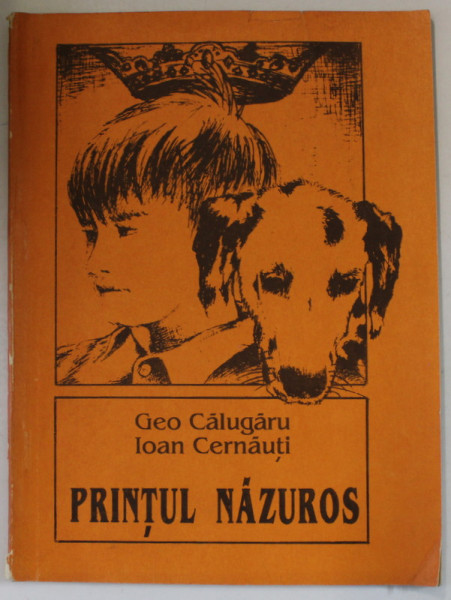 Geo Călugăru
Ioan Cernăuți
PRINȚUL NĂZUROS